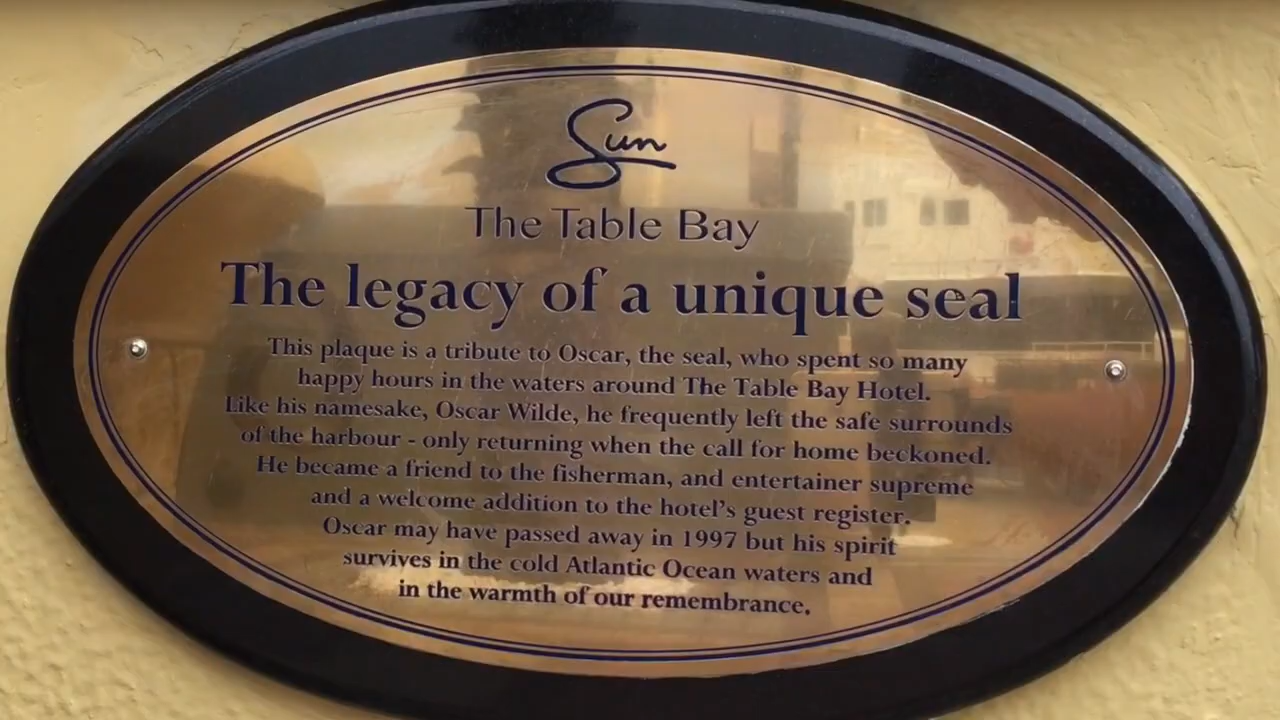 Sun
The Table Bay
The legacy of a unique seal
This plaque is a tribute to Oscar, the seal, who spent so many
happy hours in the waters around The Table Bay Hotel.
Like his namesake, Oscar Wilde, he frequently left the safe surrounds
of the harbour - only returning when the call for home beckoned.
He became a friend to the fisherman, and entertainer supreme
and a welcome addition to the hotel's guest register.
Oscar may have passed away in 1997 but his spirit
survives in the cold Atlantic Ocean waters and
in the warmth of our remembrance.